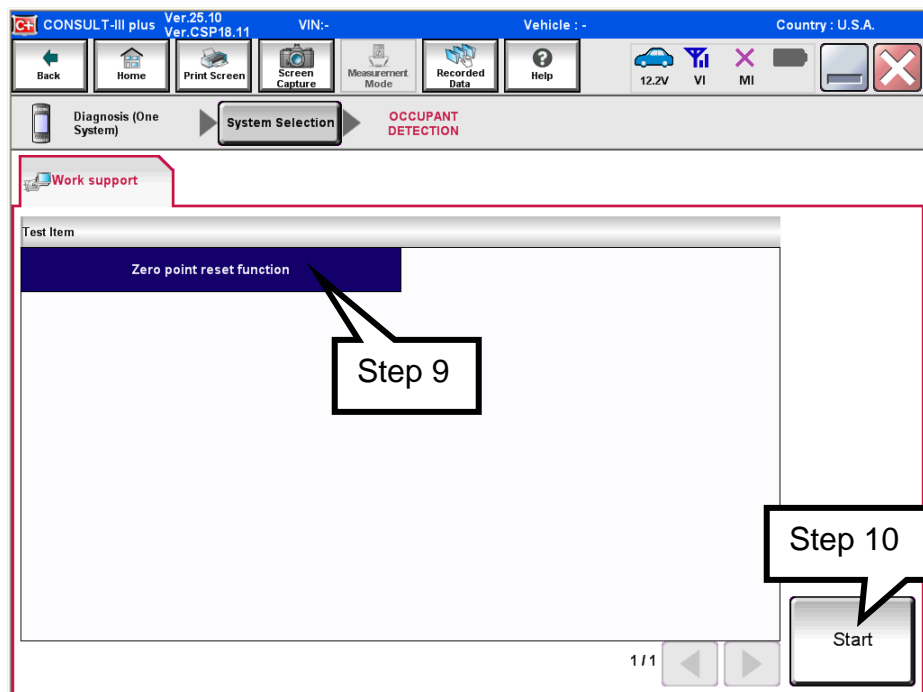 C+ CONSULT-III plus Ver.25.10 VIN:- Vehicle : - Country : U.S.A.
Ver.CSP18.11
Back Home Print Screen Screen Capture Measurement Mode Recorded Data Help 12.2V VI MI
Diagnosis (One System) System Selection OCCUPANT DETECTION
Work support
Test Item
Zero point reset function
Step 9
Step 10
Start
1/1